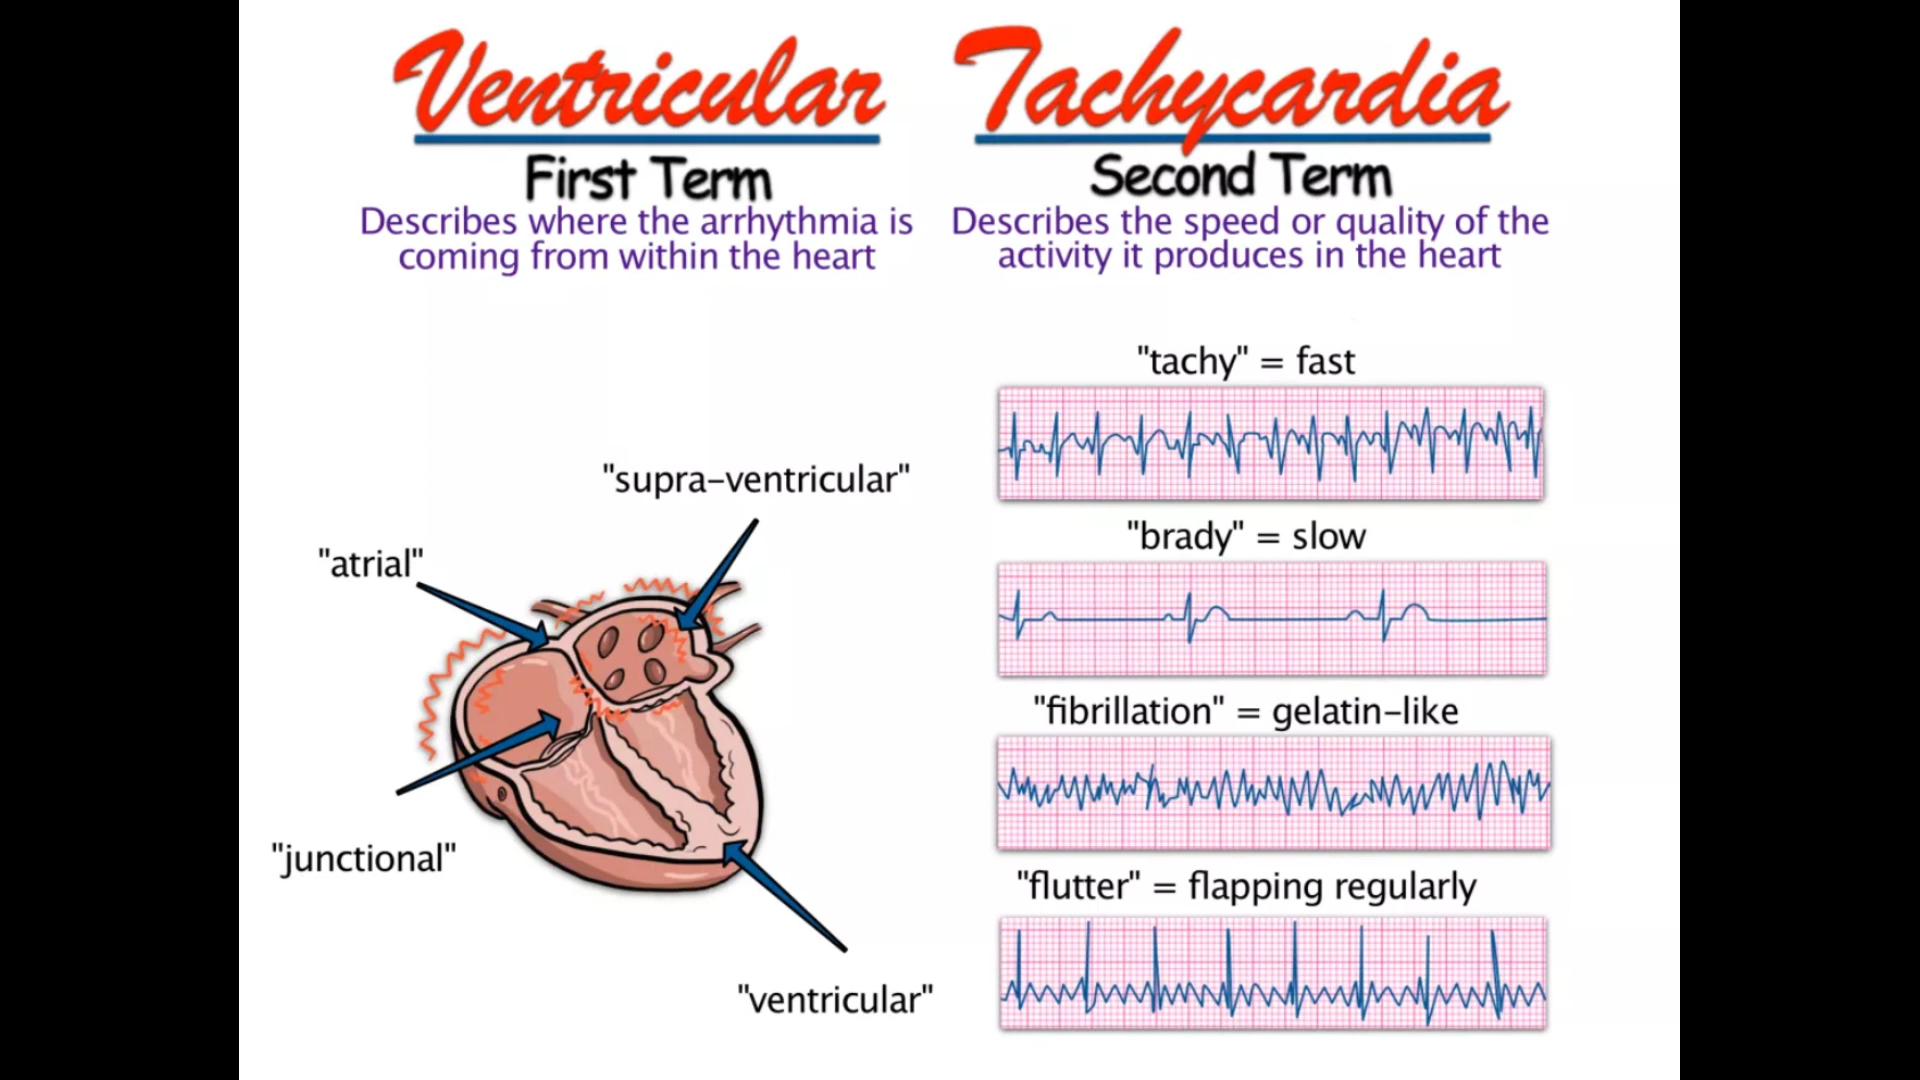 Ventricular
First Term
Describes where the arrhythmia is
coming from within the heart
"supra-ventricular"
"atrial"
"junctional"
"ventricular"
Tachycardia
Second Term
Describes the speed or quality of the
activity it produces in the heart
"tachy" = fast
"brady" = slow
"fibrillation" = gelatin-like
"flutter" = flapping regularly